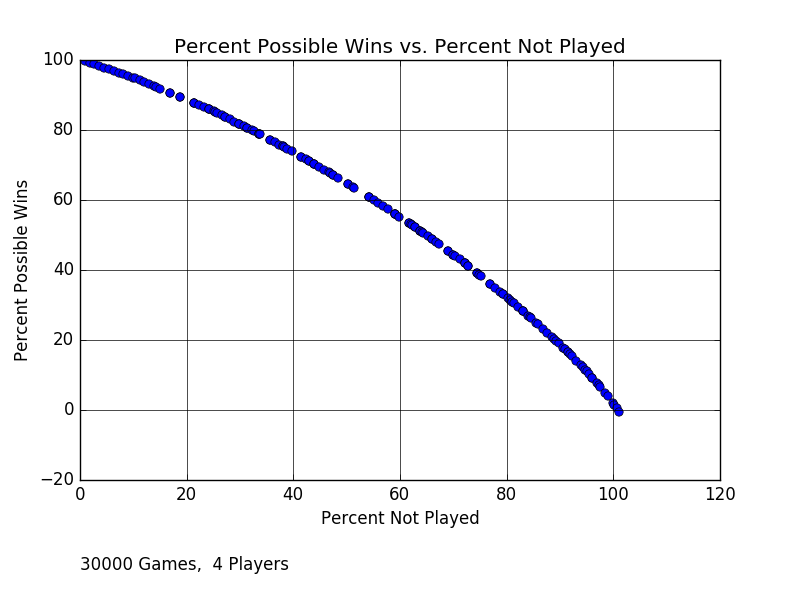 Percent Possible Wins vs. Percent Not Played
100
80
60
40
20
0
−20
Percent Possible Wins
0 20 40 60 80 100 120
Percent Not Played
30000 Games,  4 Players